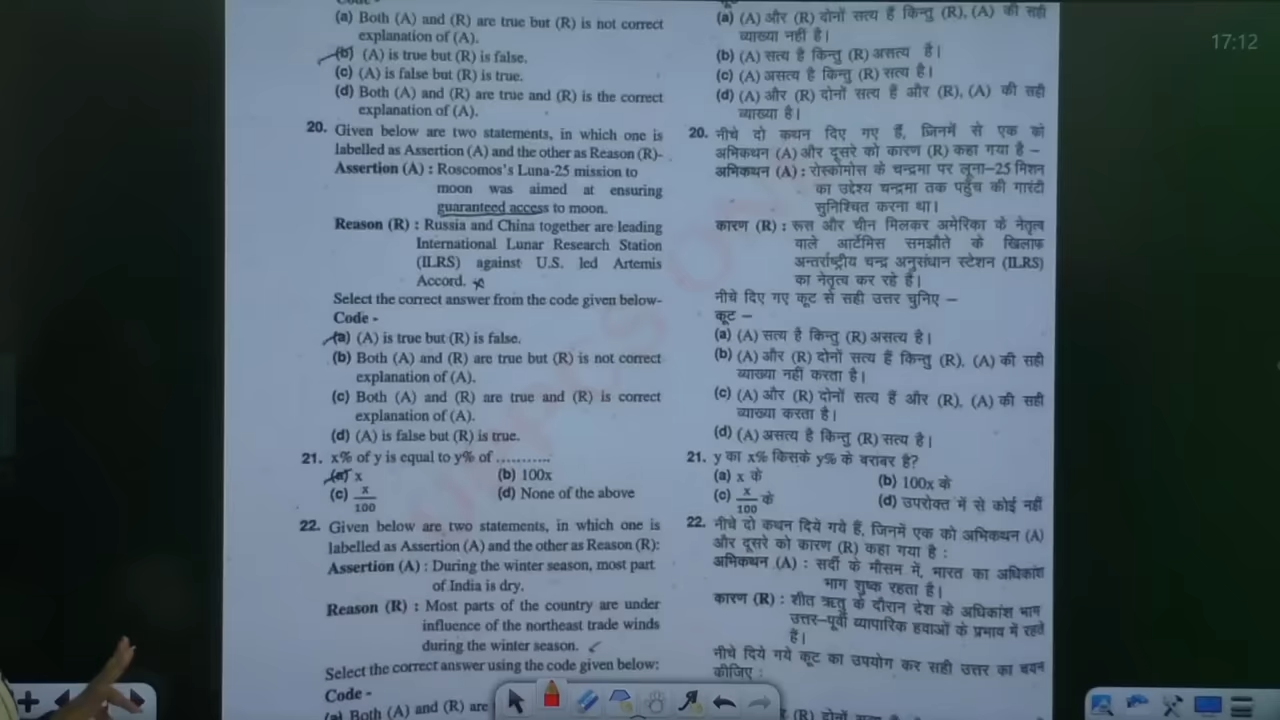 (a) Both (A) and (R) are true but (R) is not correct
explanation of (A).
(b) (A) is true but (R) is false.
(c) (A) is false but (R) is true.
(d) Both (A) and (R) are true and (R) is the correct
explanation of (A).
20. Given below are two statements, in which one is
labelled as Assertion (A) and the other as Reason (R)-
Assertion (A) : Roscomos's Luna-25 mission to
moon was aimed at ensuring
guaranteed access to moon.
Reason (R) : Russia and China together are leading
International Lunar Research Station
(ILRS) against U.S. led Artemis
Accord.
Select the correct answer from the code given below-
Code -
(a) (A) is true but (R) is false.
(b) Both (A) and (R) are true but (R) is not correct
explanation of (A).
(c) Both (A) and (R) are true and (R) is correct
explanation of (A).
(d) (A) is false but (R) is true.
21. x% of y is equal to y% of ...........
(a) x (b) 100x
(c) x/100 (d) None of the above
22. Given below are two statements, in which one is
labelled as Assertion (A) and the other as Reason (R):
Assertion (A) : During the winter season, most part
of India is dry.
Reason (R) : Most parts of the country are under
influence of the northeast trade winds
during the winter season.
Select the correct answer using the code given below:
Code -
(a) Both (A) and (R) are
(a) (A) और (R) दोनों सत्य हैं किन्तु (R), (A) की सही
व्याख्या नहीं है।
(b) (A) सत्य है किन्तु (R) असत्य है।
(c) (A) असत्य है किन्तु (R) सत्य है।
(d) (A) और (R) दोनों सत्य हैं और (R), (A) की सही
व्याख्या है।
20. नीचे दो कथन दिए गए हैं, जिनमें से एक को
अभिकथन (A) और दूसरे को कारण (R) कहा गया है –
अभिकथन (A) : रोस्कोमोस के चन्द्रमा पर लूना–25 मिशन
का उद्देश्य चन्द्रमा तक पहुँच की गारंटी
सुनिश्चित करना था।
कारण (R) : रूस और चीन मिलकर अमेरिका के नेतृत्व
वाले आर्टेमिस समझौते के खिलाफ
अन्तर्राष्ट्रीय चन्द्र अनुसंधान स्टेशन (ILRS)
का नेतृत्व कर रहे हैं।
नीचे दिए गए कूट से सही उत्तर चुनिए –
कूट –
(a) (A) सत्य है किन्तु (R) असत्य है।
(b) (A) और (R) दोनों सत्य हैं किन्तु (R), (A) की सही
व्याख्या नहीं करता है।
(c) (A) और (R) दोनों सत्य हैं और (R), (A) की सही
व्याख्या करता है।
(d) (A) असत्य है किन्तु (R) सत्य है।
21. y का x% किसके y% के बराबर है?
(a) x के (b) 100x के
(c) x/100 के (d) उपरोक्त में से कोई नहीं
22. नीचे दो कथन दिये गये हैं, जिनमें एक को अभिकथन (A)
और दूसरे को कारण (R) कहा गया है :
अभिकथन (A) : सर्दी के मौसम में, भारत का अधिकांश
भाग शुष्क रहता है।
कारण (R) : शीत ऋतु के दौरान देश के अधिकांश भाग
उत्तर–पूर्वी व्यापारिक हवाओं के प्रभाव में रहते
हैं।
नीचे दिये गये कूट का उपयोग कर सही उत्तर का चयन
कीजिए :
(R) दोनों
17:12